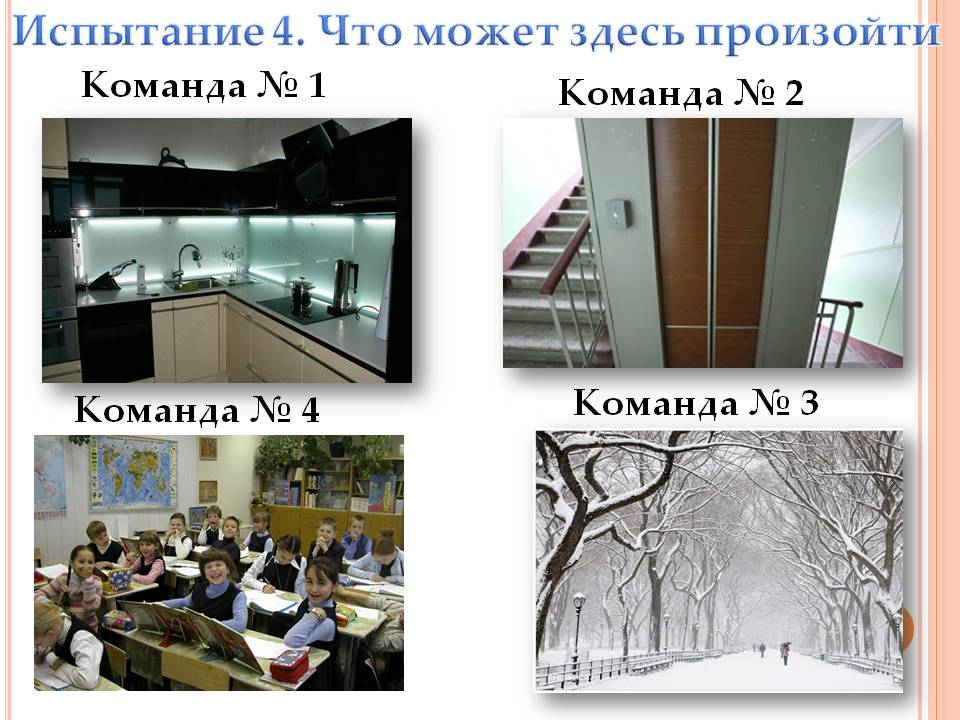 Испытание 4. Что может здесь произойти
Команда № 1
Команда № 2
Команда № 4
Команда № 3